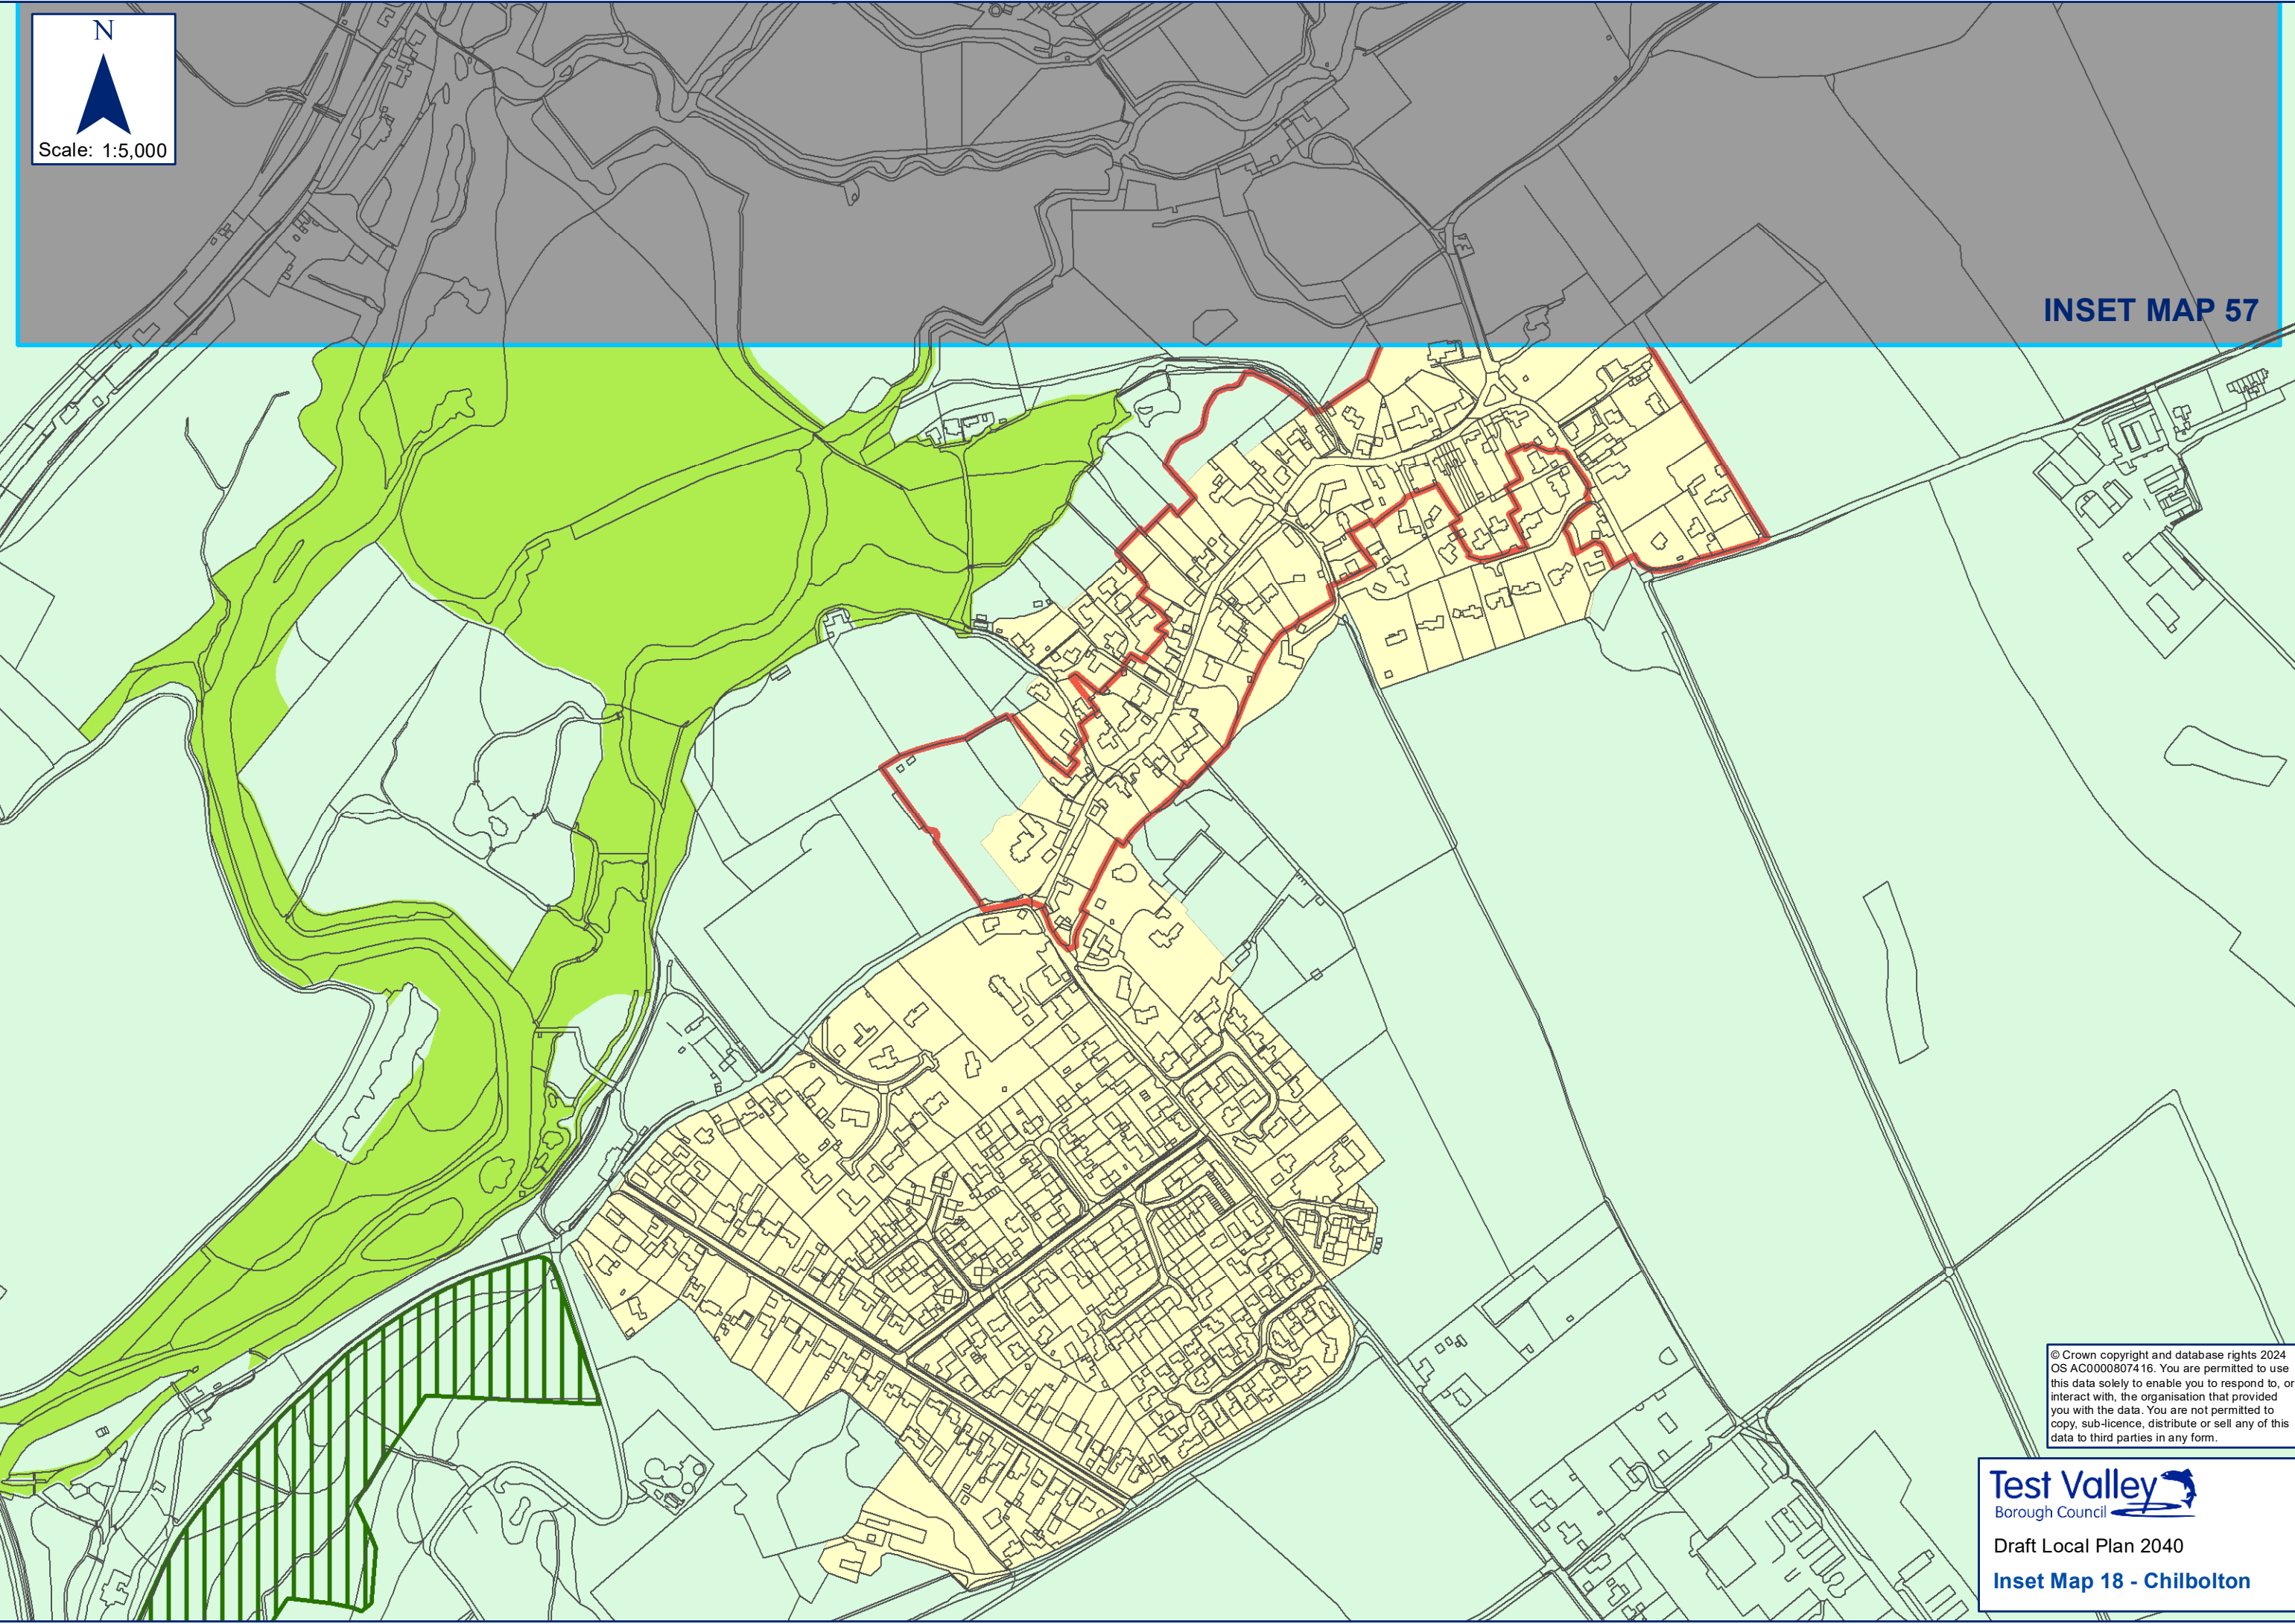 N
Scale: 1:5,000
INSET MAP 57
© Crown copyright and database rights 2024
OS AC0000807416. You are permitted to use
this data solely to enable you to respond to, or
interact with, the organisation that provided
you with the data. You are not permitted to
copy, sub-licence, distribute or sell any of this
data to third parties in any form.
Test Valley
Borough Council
Draft Local Plan 2040
Inset Map 18 - Chilbolton